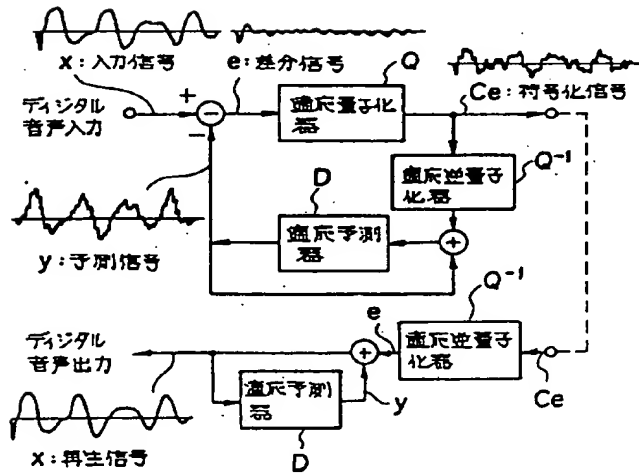 x：入力信号
e：差分信号
Q
Ce：符号化信号
ディジタル
音声入力
+
−
−
適応量子化
器
Q⁻¹
適応逆量子
化器
D
適応予測
器
+
y：予測信号
Q⁻¹
ディジタル
音声出力
+
e
適応逆量子
化器
Ce
適応予測
器
y
D
x：再生信号